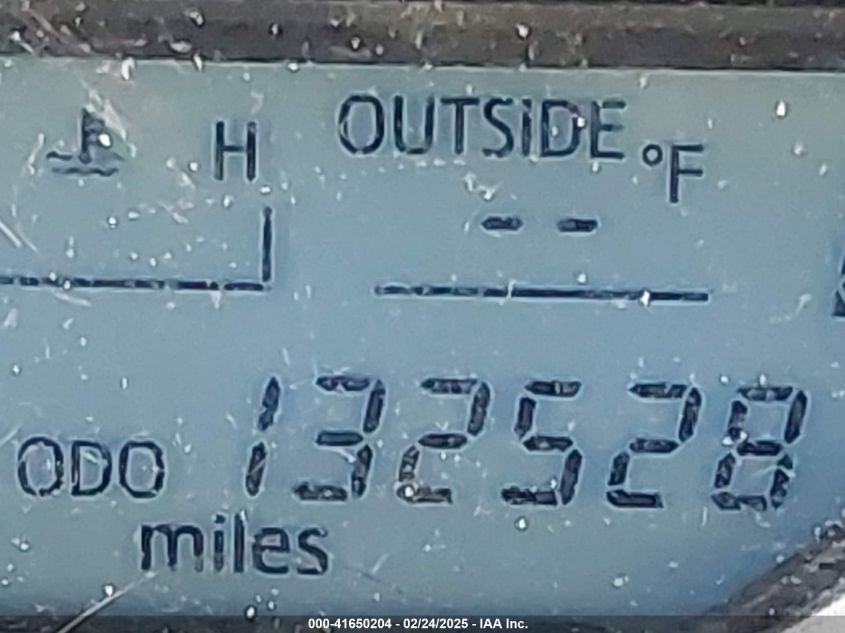 H OUTSIDE °F
-- 
ODO 132528
miles
000-41650204 - 02/24/2025 - IAA Inc.